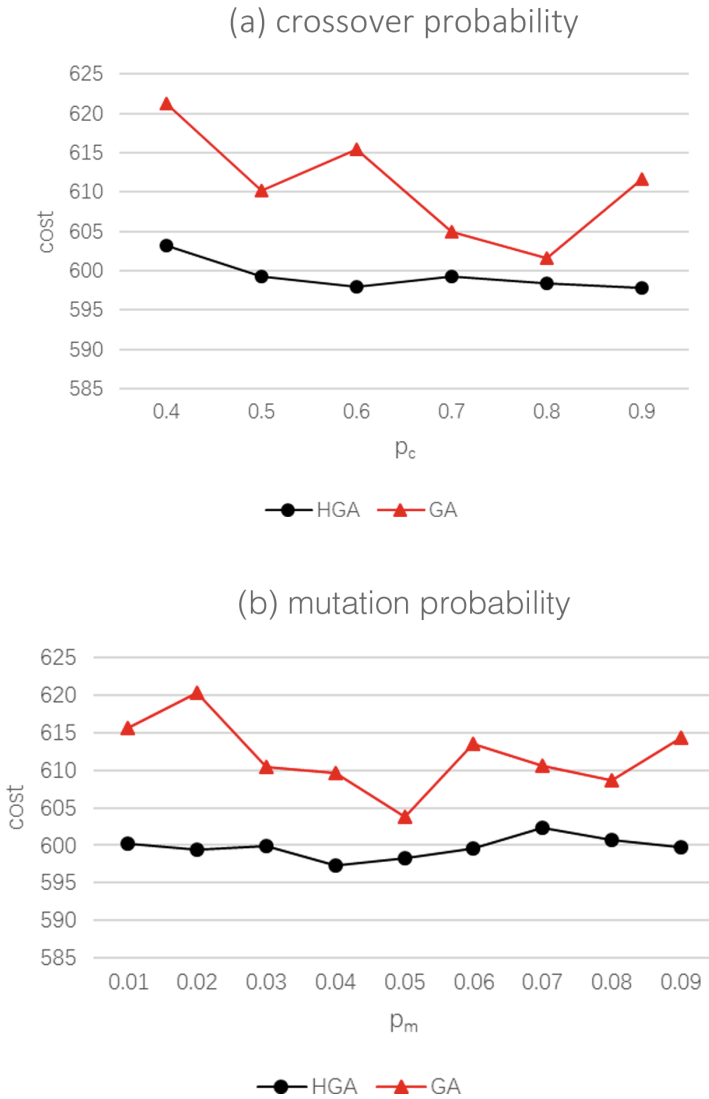 (a) crossover probability
625
620
615
610
605
600
595
590
585
cost
0.4 0.5 0.6 0.7 0.8 0.9
pc
HGA GA
(b) mutation probability
625
620
615
610
605
600
595
590
585
cost
0.01 0.02 0.03 0.04 0.05 0.06 0.07 0.08 0.09
pm
HGA GA